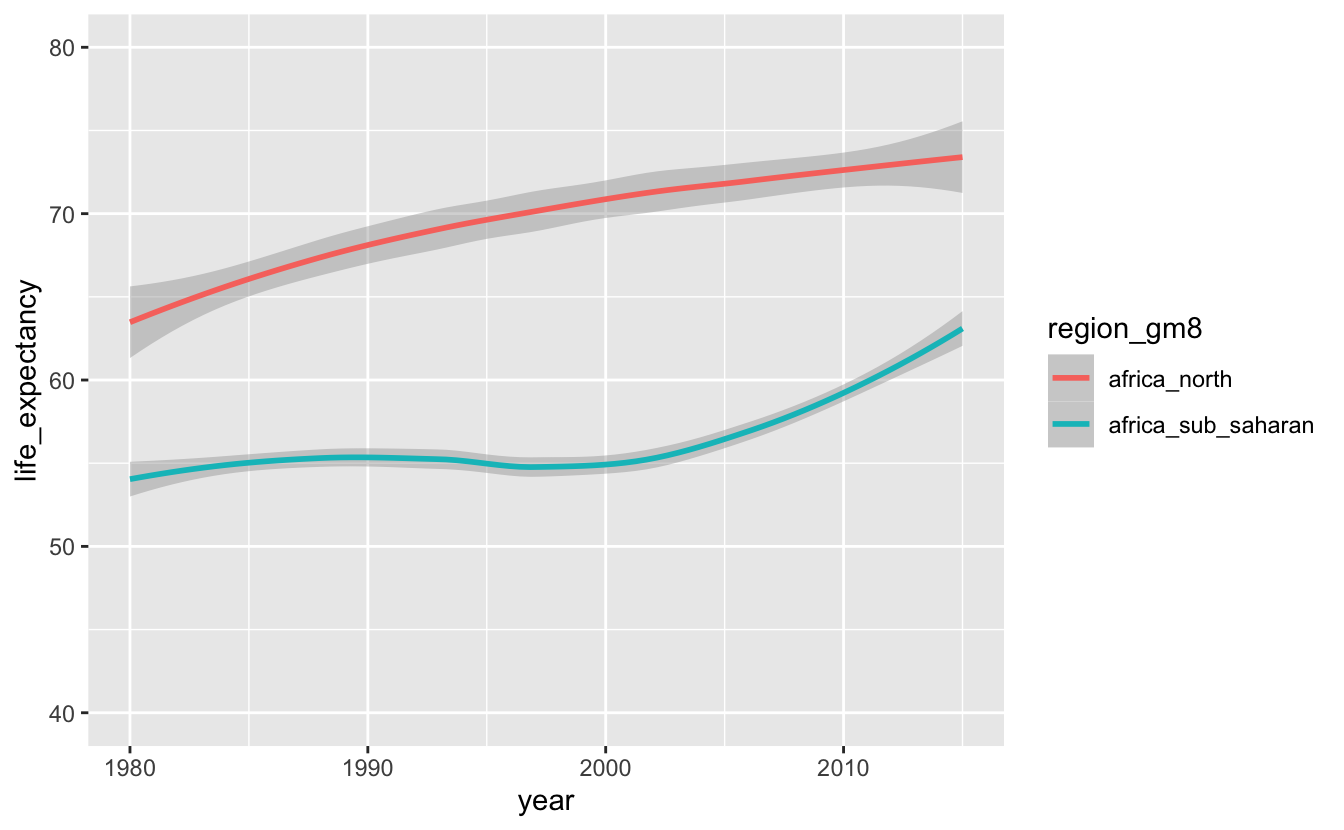 80
70
60
50
40
life_expectancy
1980 1990 2000 2010
year
region_gm8
africa_north
africa_sub_saharan